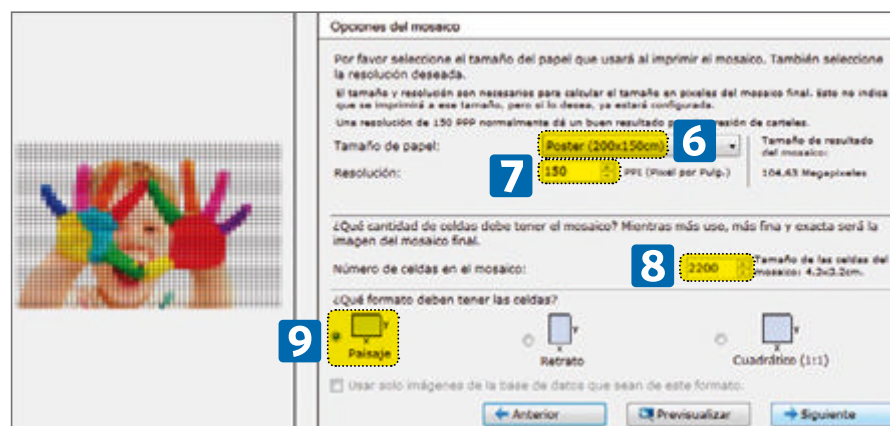 Opciones del mosaico
Por favor seleccione el tamaño del papel que usará al imprimir el mosaico. También seleccione
la resolución deseada.
El tamaño y resolución son necesarios para calcular el tamaño en pixeles del mosaico final. Esto no indica
que se imprimirá a ese tamaño, pero si lo desea, ya estará configurada.
Una resolución de 150 PPP normalmente dá un buen resultado presión de carteles.
Tamaño de papel: Poster (200x150cm) 6 Tamaño de resultado
del mosaico:
Resolución: 7 150 PPI (Pixel por Pulg.) 104.63 Megapixeles
¿Qué cantidad de celdas debe tener el mosaico? Mientras más use, más fina y exacta será la
imagen del mosaico final.
Número de celdas en el mosaico: 8 2200 Tamaño de las celdas del
mosaico: 4.2x3.2cm.
¿Qué formato deben tener las celdas?
9 Y X Paisaje Y X Retrato Y X Cuadrático (1:1)
Usar solo imágenes de la base de datos que sean de este formato.
Anterior Previsualizar Siguiente